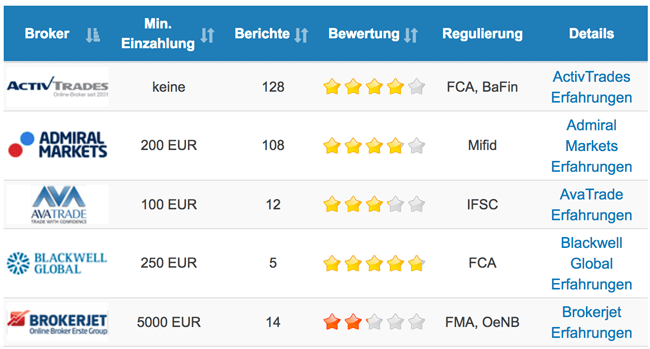 Broker
Min.
Einzahlung
Berichte
Bewertung
Regulierung
Details
ACTIVTRADES
Online-Broker seit 2001
keine
128
FCA, BaFin
ActivTrades
Erfahrungen
ADMIRAL
MARKETS
200 EUR
108
Mifid
Admiral
Markets
Erfahrungen
AVATRADE
TRADE WITH CONFIDENCE
100 EUR
12
IFSC
AvaTrade
Erfahrungen
BLACKWELL
GLOBAL
250 EUR
5
FCA
Blackwell
Global
Erfahrungen
BROKERJET
Online Broker Erste Group
5000 EUR
14
FMA, OeNB
Brokerjet
Erfahrungen